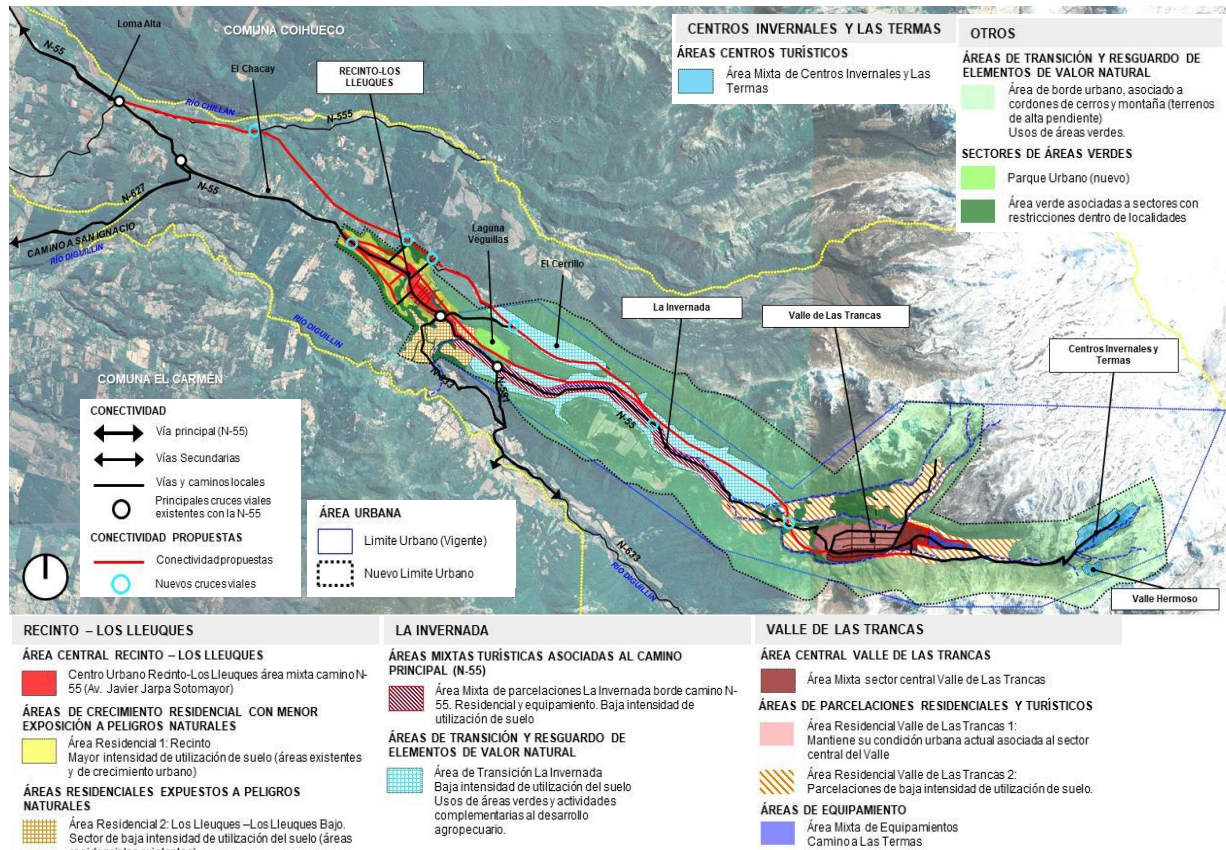 Loma Alta
COMUNA COIHUECO
N-55
El Chacay
RECINTO-LOS
LLEUQUES
RÍO CHILLÁN
N-555
N-55
N-627
CAMINO A SAN IGNACIO
RÍO DIGUILLIN
Laguna
Veguillas
El Cerrillo
La Invernada
Valle de Las Trancas
Centros Invernales y
Termas
RÍO DIGUILLIN
COMUNA EL CARMÉN
N-55
N-633
RÍO DIGUILLIN
Valle Hermoso
CENTROS INVERNALES Y LAS TERMAS
ÁREAS CENTROS TURÍSTICOS
Área Mixta de Centros Invernales y Las
Termas
OTROS
ÁREAS DE TRANSICIÓN Y RESGUARDO DE
ELEMENTOS DE VALOR NATURAL
Área de borde urbano, asociado a
cordones de cerros y montaña (terrenos
de alta pendiente)
Usos de áreas verdes.
SECTORES DE ÁREAS VERDES
Parque Urbano (nuevo)
Área verde asociadas a sectores con
restricciones dentro de localidades
CONECTIVIDAD
Vía principal (N-55)
Vías Secundarias
Vías y caminos locales
Principales cruces viales
existentes con la N-55
CONECTIVIDAD PROPUESTAS
Conectividad propuestas
Nuevos cruces viales
ÁREA URBANA
Limite Urbano (Vigente)
Nuevo Limite Urbano
RECINTO – LOS LLEUQUES
ÁREA CENTRAL RECINTO – LOS LLEUQUES
Centro Urbano Recinto-Los Lleuques área mixta camino N-
55 (Av. Javier Jarpa Sotomayor)
ÁREAS DE CRECIMIENTO RESIDENCIAL CON MENOR
EXPOSICIÓN A PELIGROS NATURALES
Área Residencial 1: Recinto
Mayor intensidad de utilización de suelo (áreas existentes
y de crecimiento urbano)
ÁREAS RESIDENCIALES EXPUESTOS A PELIGROS
NATURALES
Área Residencial 2: Los Lleuques –Los Lleuques Bajo.
Sector de baja intensidad de utilización del suelo (áreas
LA INVERNADA
ÁREAS MIXTAS TURÍSTICAS ASOCIADAS AL CAMINO
PRINCIPAL (N-55)
Área Mixta de parcelaciones La Invernada borde camino N-
55. Residencial y equipamiento. Baja intensidad de
utilización de suelo
ÁREAS DE TRANSICIÓN Y RESGUARDO DE
ELEMENTOS DE VALOR NATURAL
Área de Transición La Invernada
Baja intensidad de utilización del suelo
Usos de áreas verdes y actividades
complementarias al desarrollo
agropecuario.
VALLE DE LAS TRANCAS
ÁREA CENTRAL VALLE DE LAS TRANCAS
Área Mixta sector central Valle de Las Trancas
ÁREAS DE PARCELACIONES RESIDENCIALES Y TURÍSTICOS
Área Residencial Valle de Las Trancas 1:
Mantiene su condición urbana actual asociada al sector
central del Valle
Área Residencial Valle de Las Trancas 2:
Parcelaciones de baja intensidad de utilización de suelo.
ÁREAS DE EQUIPAMIENTO
Área Mixta de Equipamientos
Camino a Las Termas